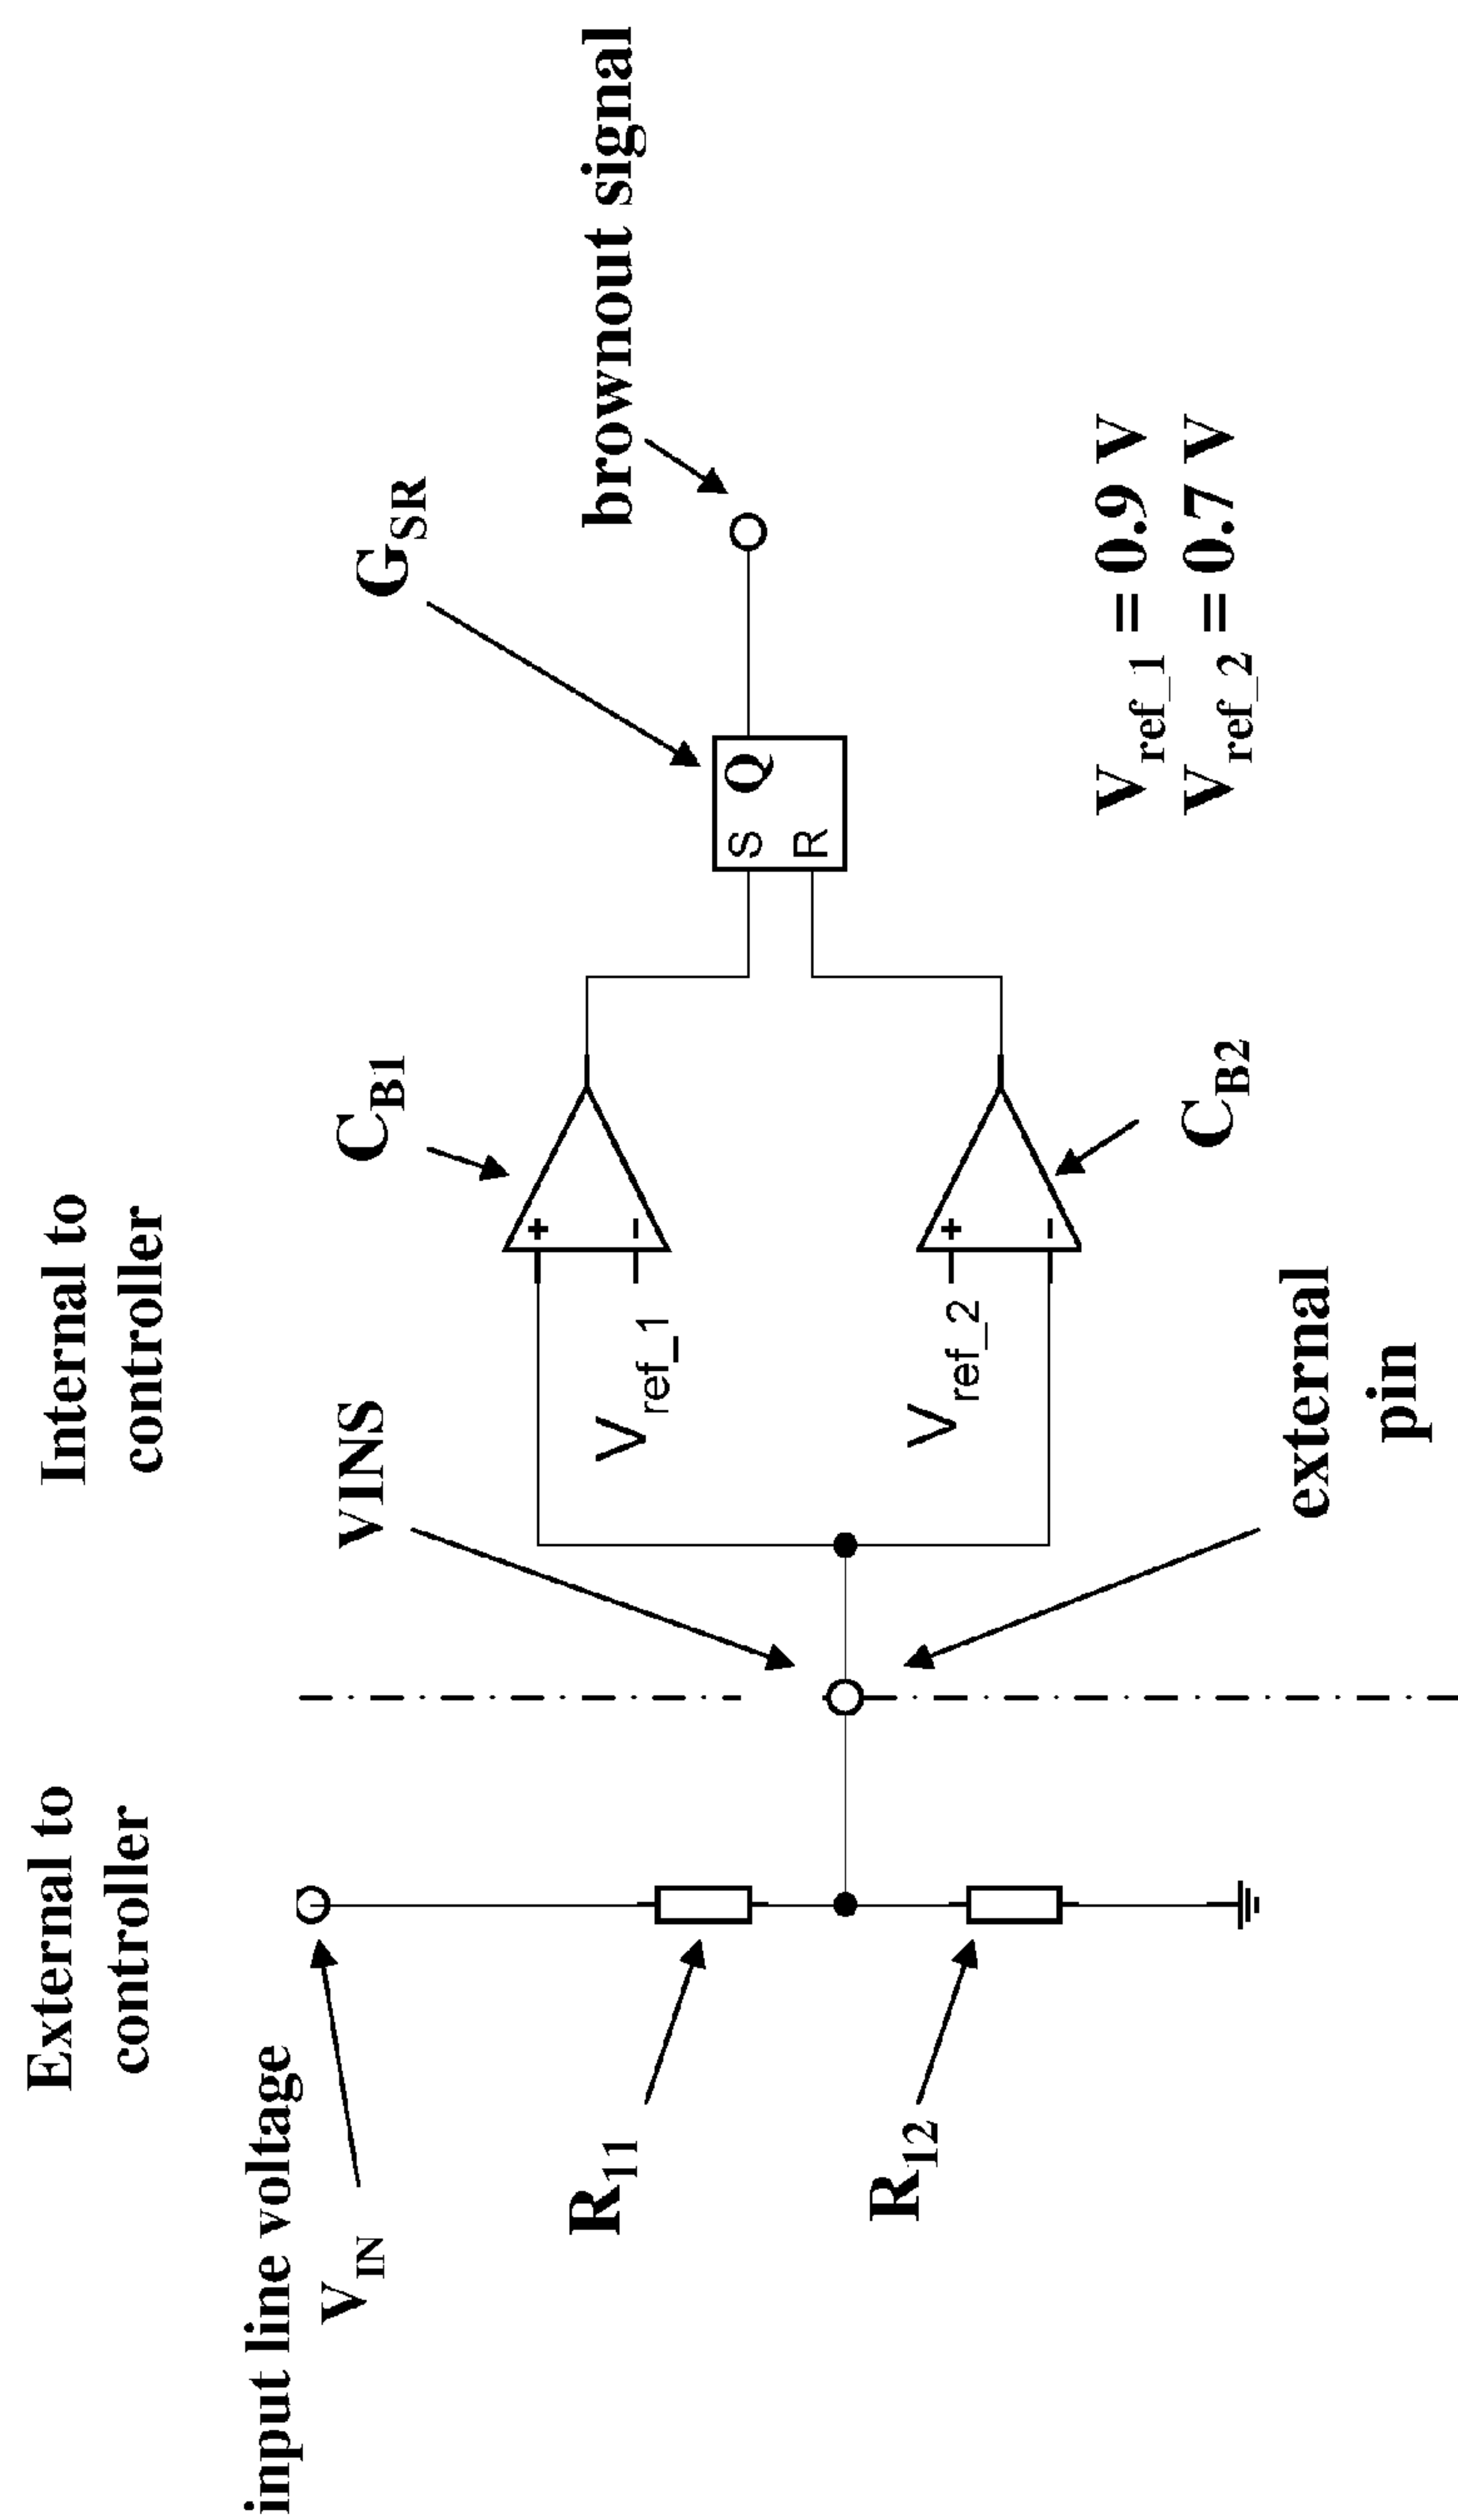 External to
controller
Internal to
controller
input line voltage
V_IN
VINS
C_B1
G_SR
brownout signal
R_11
V_ref_1
+
-
S Q
R
R_12
V_ref_2
+
-
C_B2
external
pin
V_ref_1 = 0.9 V
V_ref_2 = 0.7 V